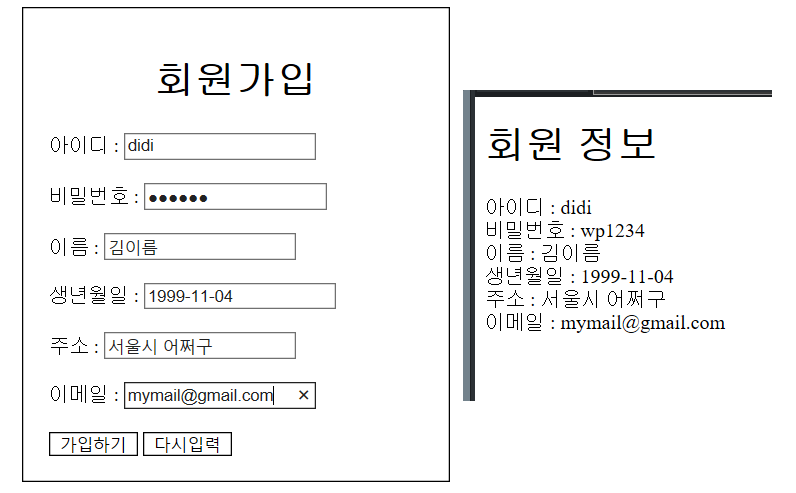 회원가입
아이디 : didi
비밀번호 : ●●●●●●
이름 : 김이름
생년월일 : 1999-11-04
주소 : 서울시 어쩌구
이메일 : mymail@gmail.com ✕
가입하기 다시입력
회원 정보
아이디 : didi
비밀번호 : wp1234
이름 : 김이름
생년월일 : 1999-11-04
주소 : 서울시 어쩌구
이메일 : mymail@gmail.com